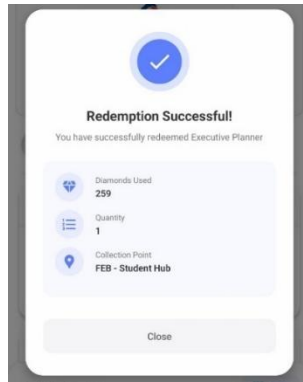 Redemption Successful!
You have successfully redeemed Executive Planner
Diamonds Used
259
Quantity
1
Collection Point
FEB - Student Hub
Close